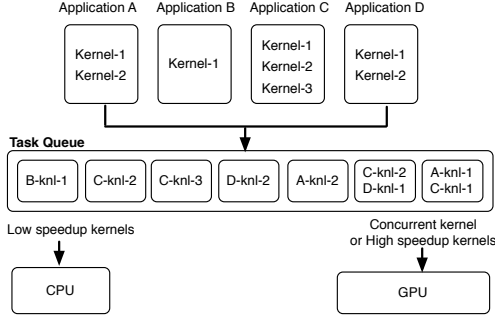 Application A
Application B
Application C
Application D
Kernel-1
Kernel-2
Kernel-1
Kernel-1
Kernel-2
Kernel-3
Kernel-1
Kernel-2
Task Queue
B-knl-1
C-knl-2
C-knl-3
D-knl-2
A-knl-2
C-knl-2
D-knl-1
A-knl-1
C-knl-1
Low speedup kernels
Concurrent kernel
or High speedup kernels
CPU
GPU